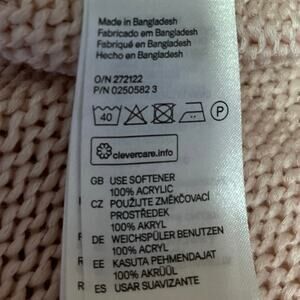 Made in Bangladesh
Fabricado em Bangladesh
Fabriqué en Bangladesh
Hecho en Bangladesh
O/N 272122
P/N 0250582 3
40 P
clevercare.info
GB USE SOFTENER
100% ACRYLIC
CZ POUŽIJTE ZMĚKČOVACÍ
PROSTŘEDEK
100% AKRYL
DE WEICHSPÜLER BENUTZEN
100% ACRYL
EE KASUTA PEHMENDAJAT
100% AKRÜÜL
ES USAR SUAVIZANTE